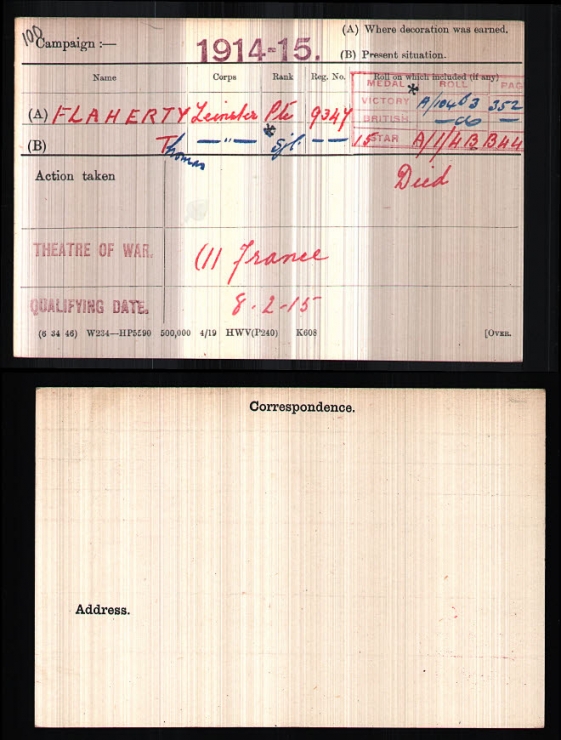 100
Campaign :—
1914-15.
(A) Where decoration was earned.
(B) Present situation.
Name Corps Rank Reg. No. Roll on which included (if any)
MEDAL ROLL PAGE
(A) FLAHERTY Leinster Pte 9347 VICTORY A/104B3 352
BRITISH — do —
(B) Thomas — " — * Sjt. — — 15 STAR A/1/4B B44
Action taken Died
THEATRE OF WAR. (1) France
QUALIFYING DATE. 8-2-15
(6 34 46) W234—HP5590 500,000 4/19 HWV(P240) K608 [OVER.
Correspondence.
Address.